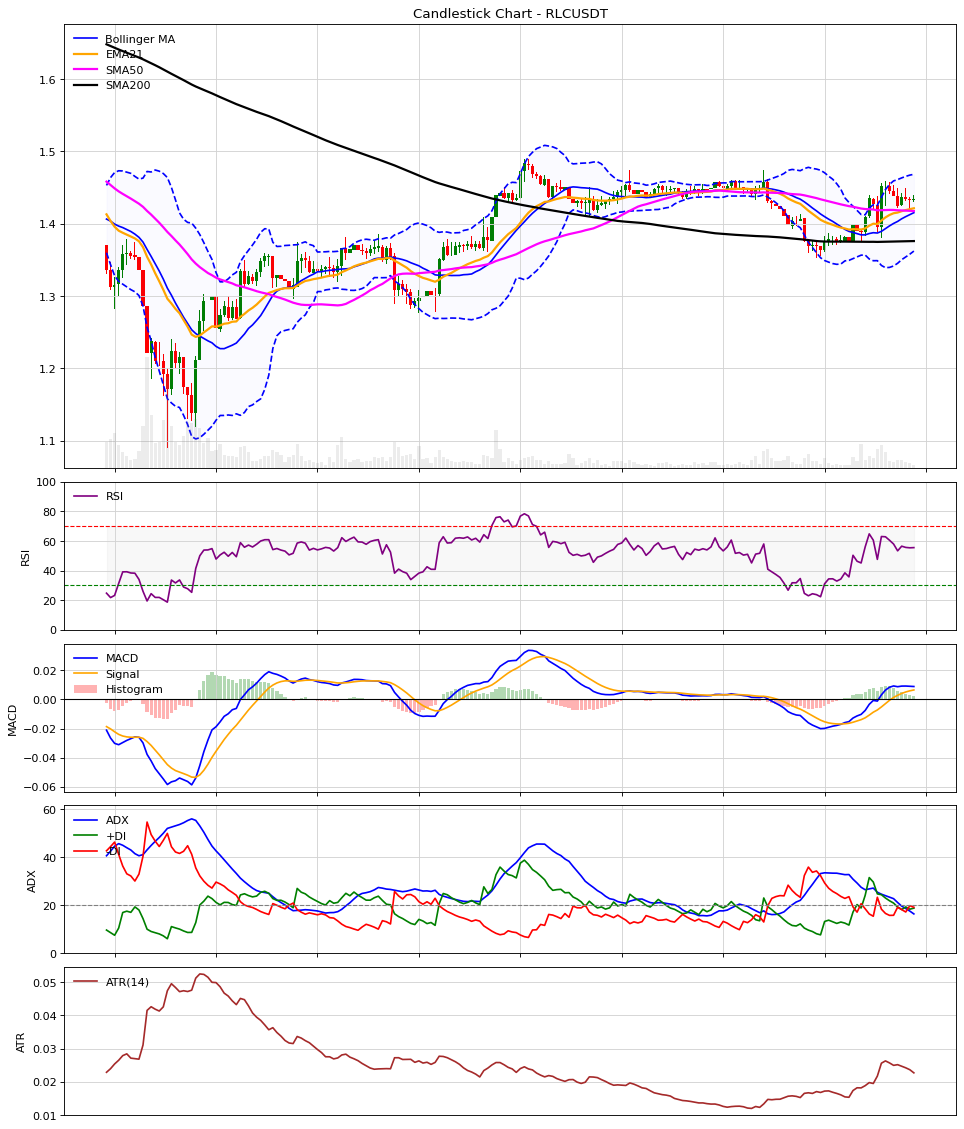 Candlestick Chart - RLCUSDT
Bollinger MA
EMA21
SMA50
SMA200
1.6
1.5
1.4
1.3
1.2
1.1
RSI
100
80
60
40
20
0
RSI
MACD
Signal
Histogram
0.02
0.00
−0.02
−0.04
−0.06
MACD
ADX
+DI
-DI
60
40
20
0
ADX
ATR(14)
0.05
0.04
0.03
0.02
0.01
ATR